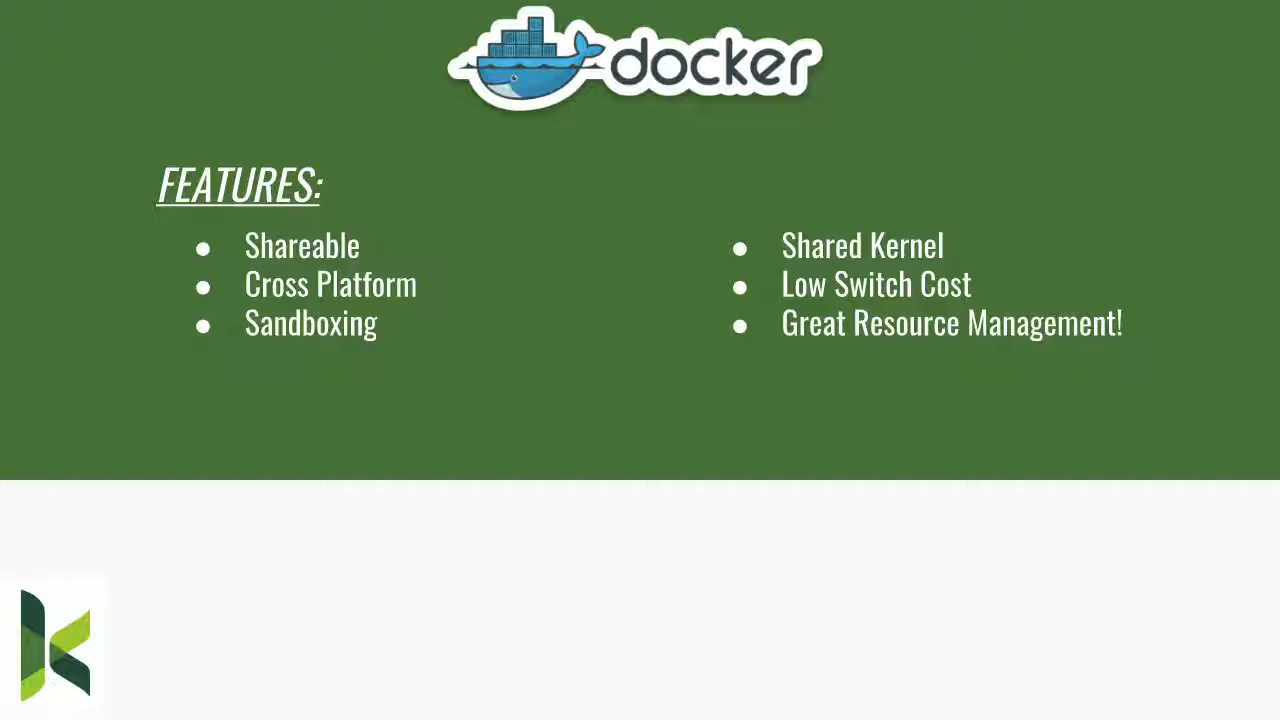 docker
FEATURES:
● Shareable
● Cross Platform
● Sandboxing
● Shared Kernel
● Low Switch Cost
● Great Resource Management!